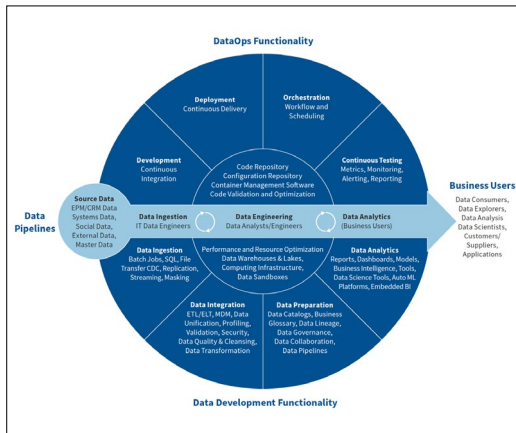 DataOps Functionality
Deployment
Continuous Delivery
Orchestration
Workflow and
Scheduling
Development
Continuous
Integration
Code Repository
Configuration Repository
Container Management Software
Code Validation and Optimization
Continuous Testing
Metrics, Monitoring,
Alerting, Reporting
Data
Pipelines
Source Data
EPM/CRM Data
Systems Data,
Social Data,
External Data,
Master Data
Data Ingestion
IT Data Engineers
Data Engineering
Data Analysts/Engineers
Data Analytics
(Business Users)
Business Users
Data Consumers,
Data Explorers,
Data Analysis
Data Scientists,
Customers/
Suppliers,
Applications
Data Ingestion
Batch Jobs, SQL, File
Transfer CDC, Replication,
Streaming, Masking
Performance and Resource Optimization
Data Warehouses & Lakes,
Computing Infrastructure,
Data Sandboxes
Data Analytics
Reports, Dashboards, Models,
Business Intelligence, Tools,
Data Science Tools, Auto ML
Platforms, Embedded BI
Data Integration
ETL/ELT, MDM, Data
Unification, Profiling,
Validation, Security,
Data Quality & Cleansing,
Data Transformation
Data Preparation
Data Catalogs, Business
Glossary, Data Lineage,
Data Governance,
Data Collaboration,
Data Pipelines
Data Development Functionality